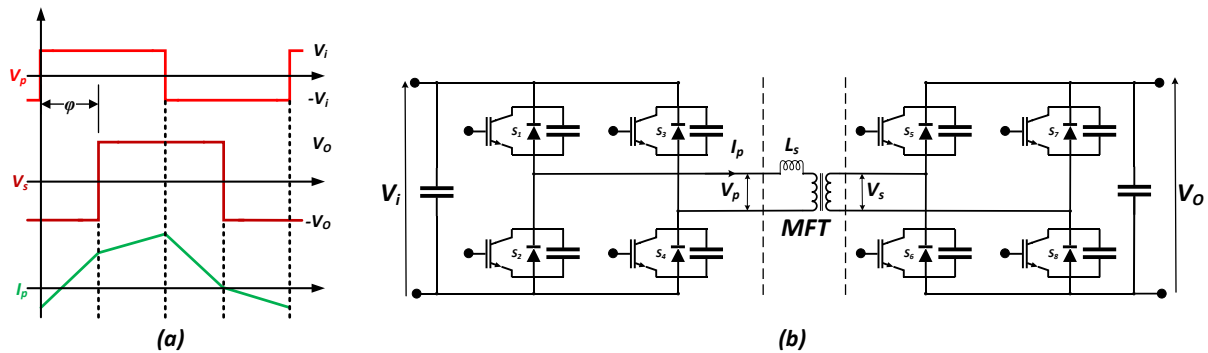 V_p
V_i
-V_i
φ
V_s
V_O
-V_O
I_p
(a)
V_i
S_1
S_3
S_2
S_4
I_p
L_s
V_p
V_s
MFT
S_5
S_7
S_6
S_8
V_O
(b)